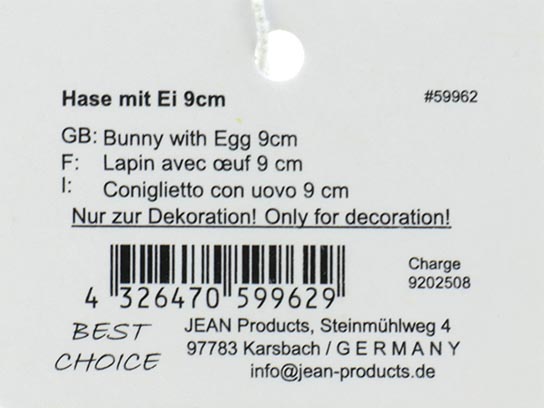 Hase mit Ei 9cm #59962
GB: Bunny with Egg 9cm
F: Lapin avec œuf 9 cm
I: Coniglietto con uovo 9 cm
Nur zur Dekoration! Only for decoration!
Charge
9202508
4 326470 599629
BEST CHOICE
JEAN Products, Steinmühlweg 4
97783 Karsbach / GERMANY
info@jean-products.de